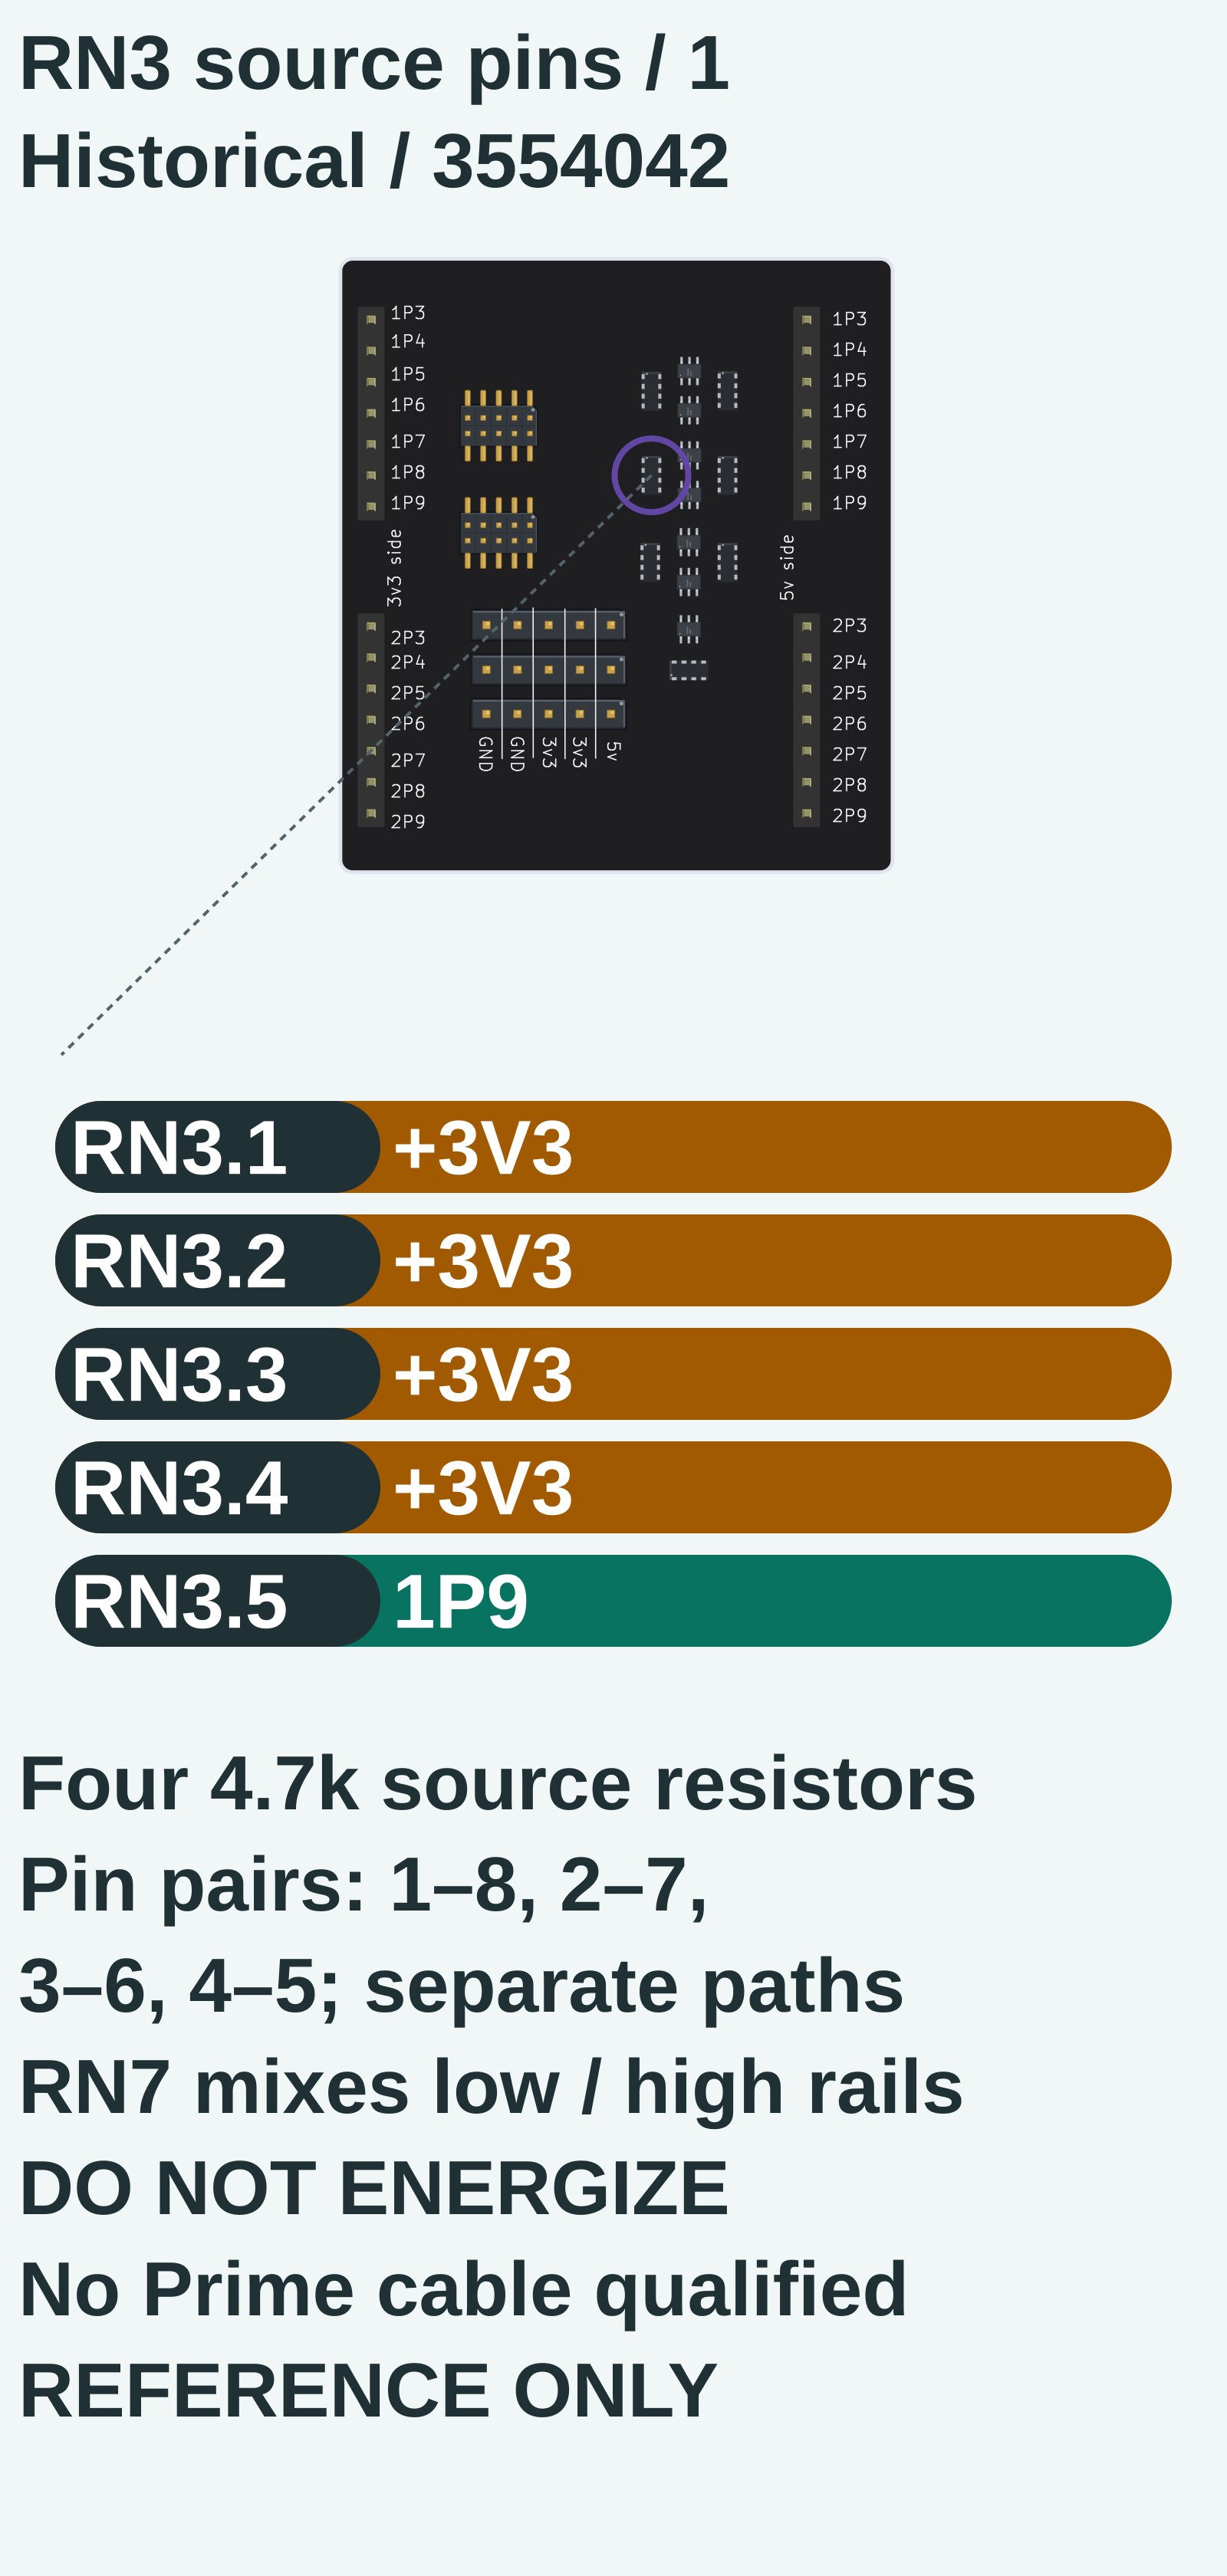 RN3 source pins / 1
Historical / 3554042
1P3
1P4
1P5
1P6
1P7
1P8
1P9
3v3 side
2P3
2P4
2P5
2P6
2P7
2P8
2P9
GND
GND
3v3
3v3
5v
1P3
1P4
1P5
1P6
1P7
1P8
1P9
5v side
2P3
2P4
2P5
2P6
2P7
2P8
2P9
RN3.1 +3V3
RN3.2 +3V3
RN3.3 +3V3
RN3.4 +3V3
RN3.5 1P9
Four 4.7k source resistors
Pin pairs: 1–8, 2–7,
3–6, 4–5; separate paths
RN7 mixes low / high rails
DO NOT ENERGIZE
No Prime cable qualified
REFERENCE ONLY